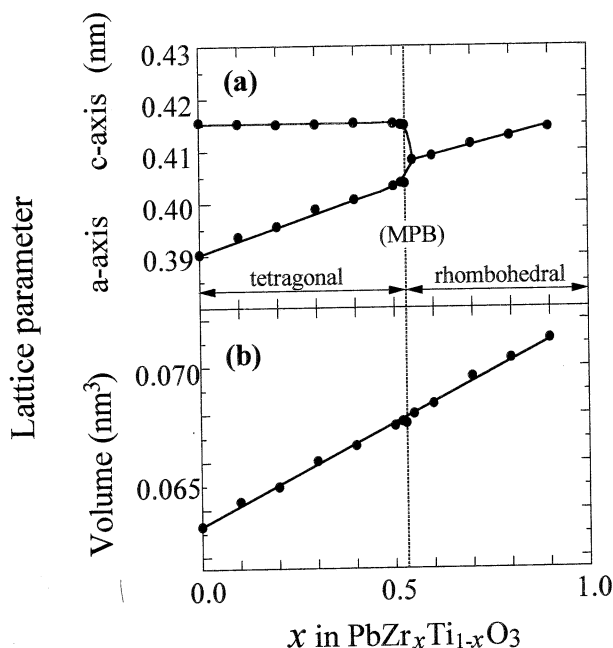 Lattice parameter
a-axis c-axis (nm)
0.43
0.42
0.41
0.40
0.39
(a)
(MPB)
tetragonal
rhombohedral
Volume (nm³)
0.070
0.065
(b)
0.0
0.5
1.0
x in PbZrₓTi₁₋ₓO₃